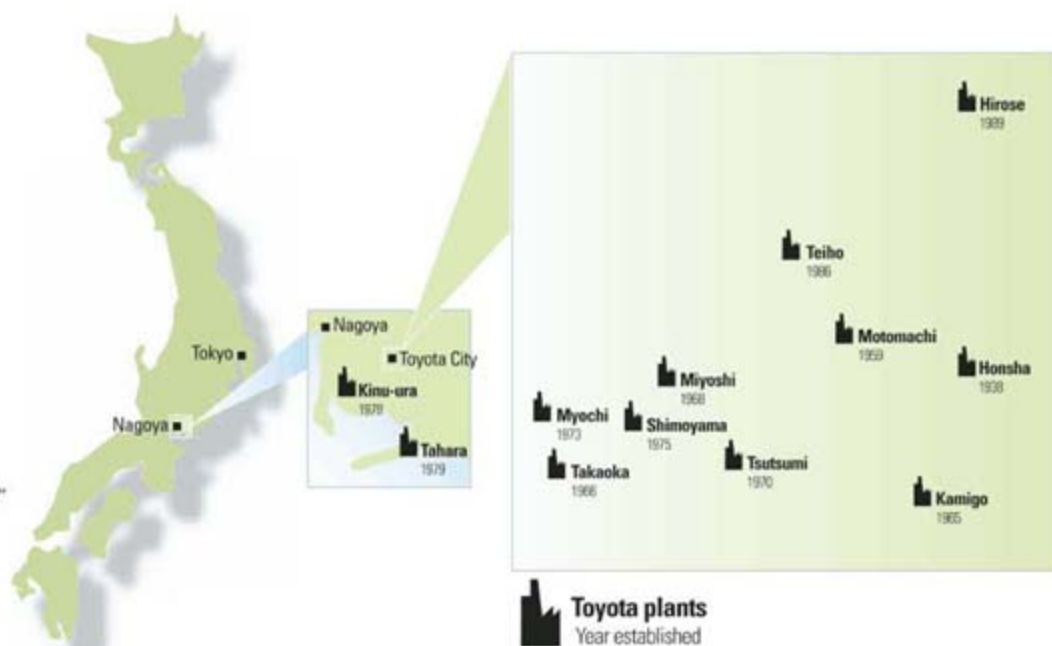 Tokyo
Nagoya
Nagoya
Toyota City
Kinu-ura
1978
Tahara
1979
Hirose
1989
Teiho
1986
Motomachi
1959
Honsha
1938
Miyoshi
1968
Myochi
1973
Shimoyama
1975
Takaoka
1966
Tsutsumi
1970
Kamigo
1965
Toyota plants
Year established